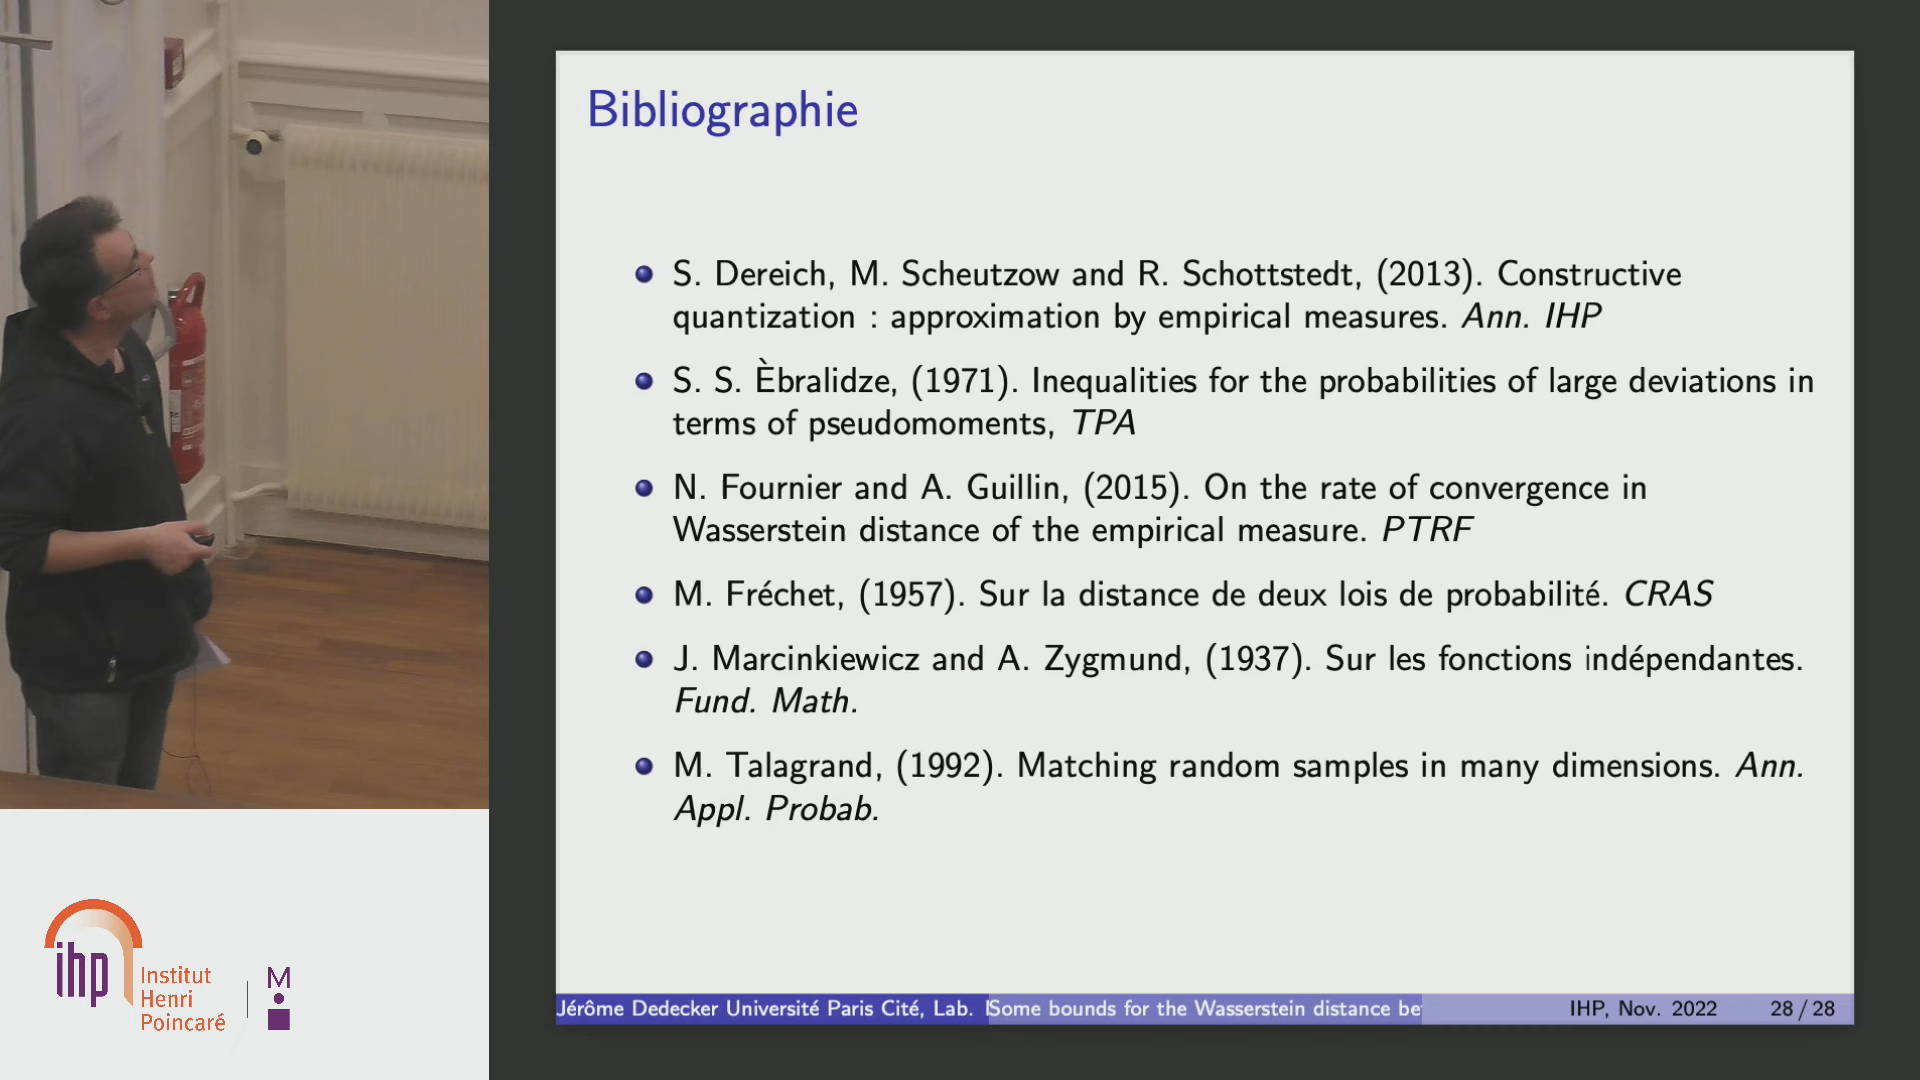 Bibliographie
S. Dereich, M. Scheutzow and R. Schottstedt, (2013). Constructive
quantization : approximation by empirical measures. Ann. IHP
S. S. Èbralidze, (1971). Inequalities for the probabilities of large deviations in
terms of pseudomoments, TPA
N. Fournier and A. Guillin, (2015). On the rate of convergence in
Wasserstein distance of the empirical measure. PTRF
M. Fréchet, (1957). Sur la distance de deux lois de probabilité. CRAS
J. Marcinkiewicz and A. Zygmund, (1937). Sur les fonctions indépendantes.
Fund. Math.
M. Talagrand, (1992). Matching random samples in many dimensions. Ann.
Appl. Probab.
Jérôme Dedecker Université Paris Cité, Lab. Some bounds for the Wasserstein distance be IHP, Nov. 2022 28 / 28
ihp
Institut
Henri
Poincaré
M